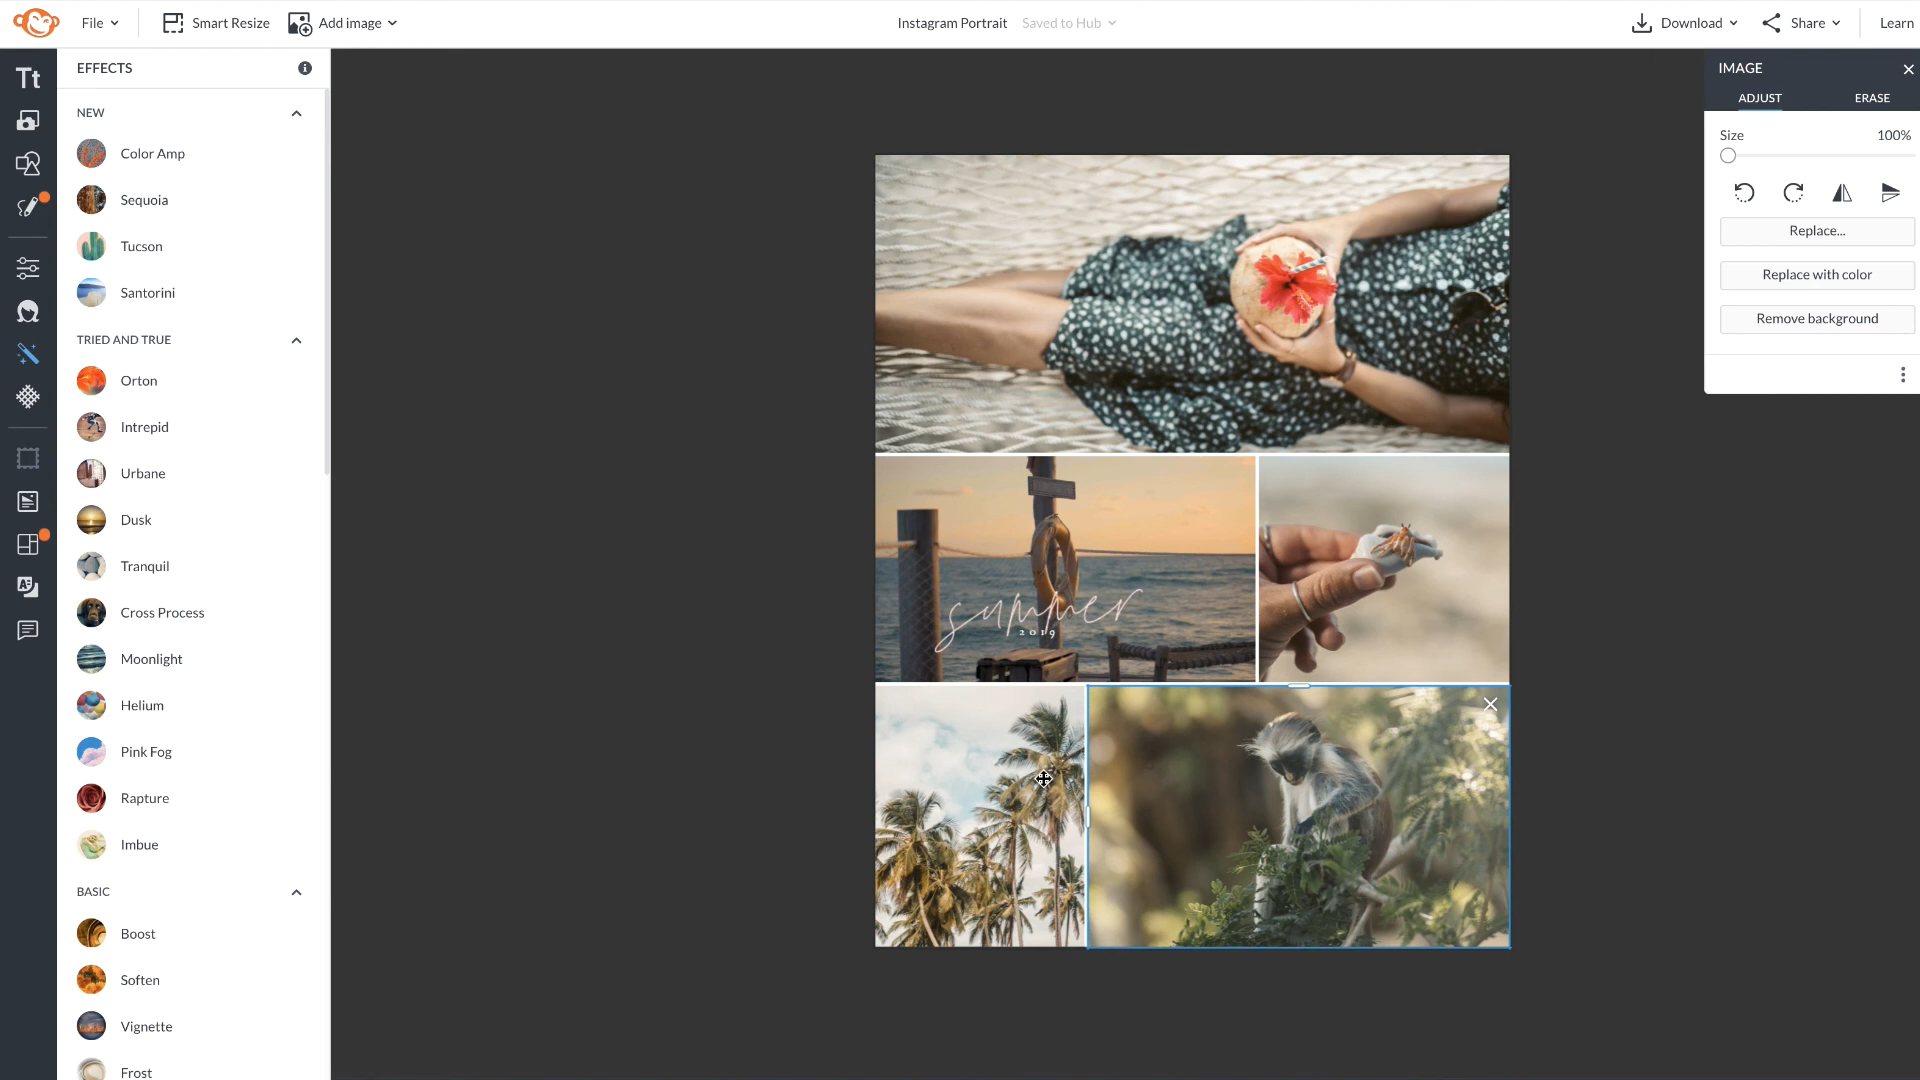 File
Smart Resize
Add image
Instagram Portrait
Saved to Hub
Download
Share
Learn
Tt
EFFECTS
NEW
Color Amp
Sequoia
Tucson
Santorini
TRIED AND TRUE
Orton
Intrepid
Urbane
Dusk
Tranquil
Cross Process
Moonlight
Helium
Pink Fog
Rapture
Imbue
BASIC
Boost
Soften
Vignette
Frost
summer
2019
IMAGE
ADJUST
ERASE
Size
100%
Replace...
Replace with color
Remove background